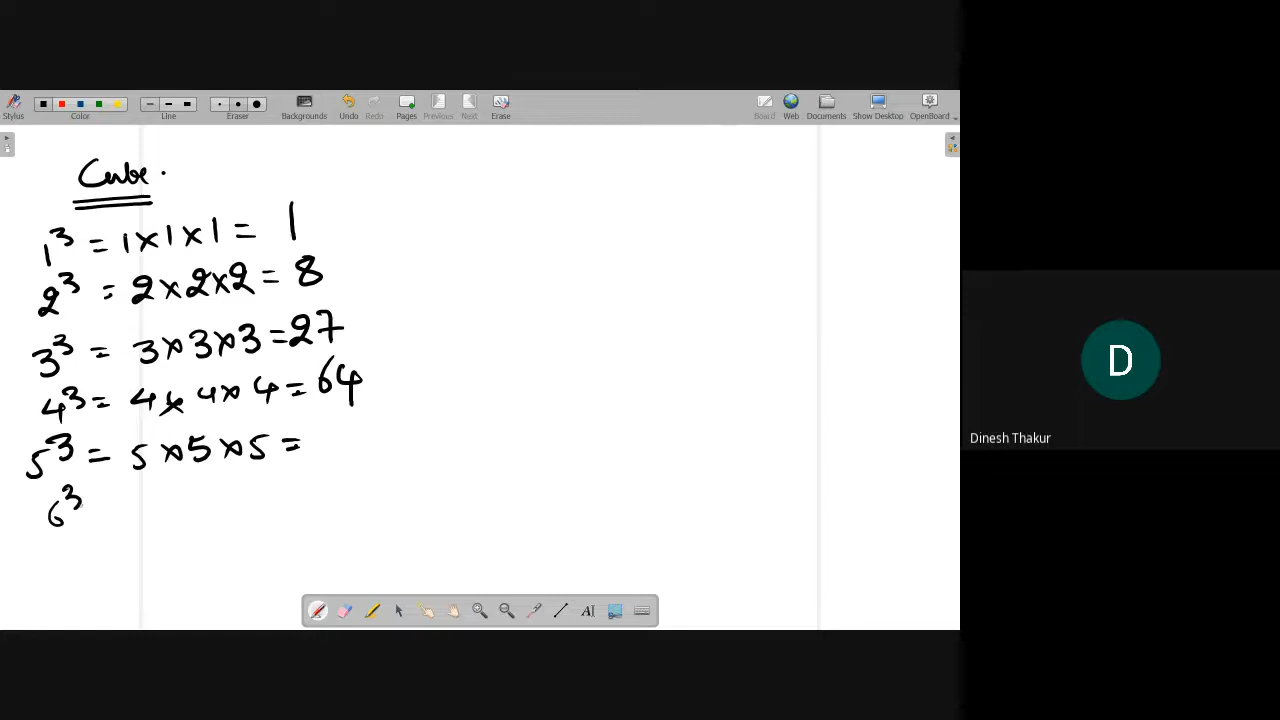 Stylus
Color
Line
Eraser
Backgrounds
Undo
Redo
Pages
Previous
Next
Erase
Board
Web
Documents
Show Desktop
OpenBoard
Cube.
1³ = 1×1×1 = 1
2³ = 2×2×2 = 8
3³ = 3×3×3 = 27
4³ = 4×4×4 = 64
5³ = 5×5×5 =
6³
AI
D
Dinesh Thakur